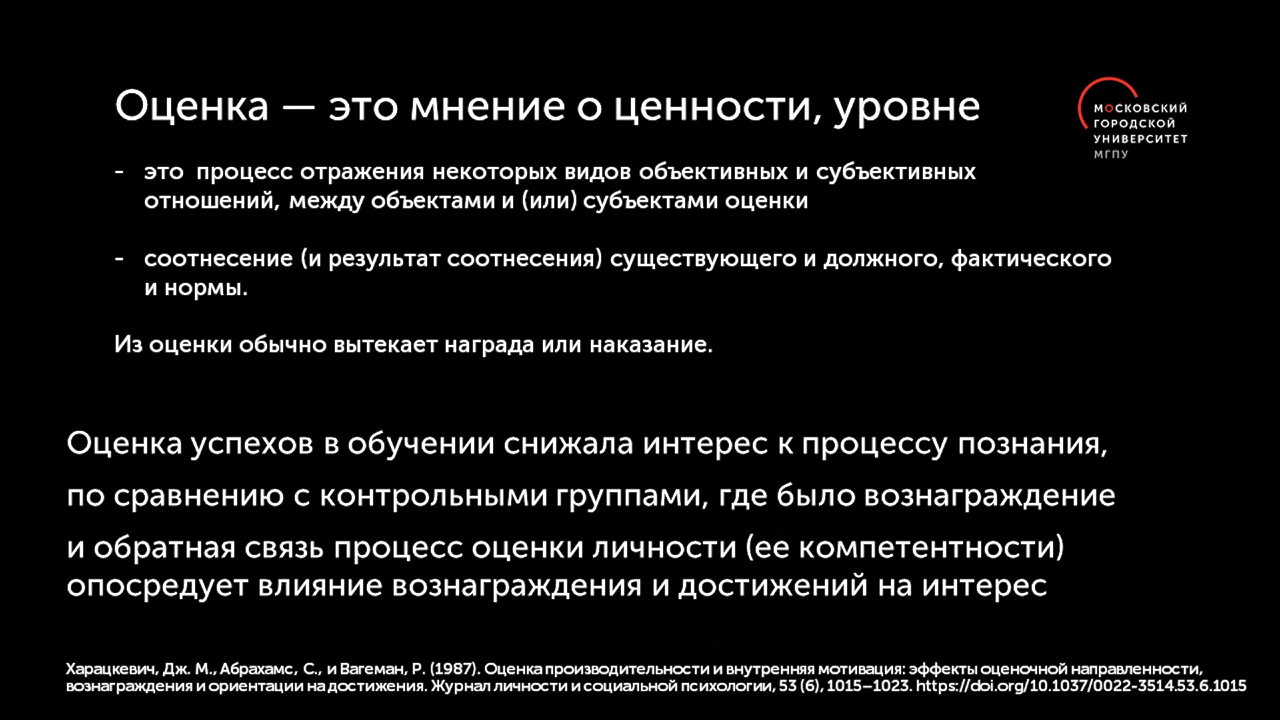 Оценка — это мнение о ценности, уровне
МОСКОВСКИЙ
ГОРОДСКОЙ
УНИВЕРСИТЕТ
МГПУ
- это процесс отражения некоторых видов объективных и субъективных
отношений, между объектами и (или) субъектами оценки
- соотнесение (и результат соотнесения) существующего и должного, фактического
и нормы.
Из оценки обычно вытекает награда или наказание.
Оценка успехов в обучении снижала интерес к процессу познания,
по сравнению с контрольными группами, где было вознаграждение
и обратная связь процесс оценки личности (ее компетентности)
опосредует влияние вознаграждения и достижений на интерес
Харацкевич, Дж. М., Абрахамс, С., и Вагеман, Р. (1987). Оценка производительности и внутренняя мотивация: эффекты оценочной направленности,
вознаграждения и ориентации на достижения. Журнал личности и социальной психологии, 53 (6), 1015–1023. https://doi.org/10.1037/0022-3514.53.6.1015